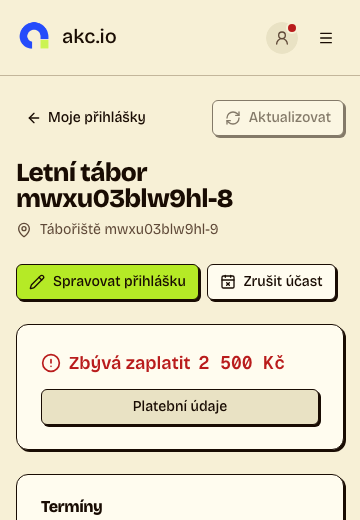 akc.io
Moje přihlášky
Aktualizovat
Letní tábor
mwxu03blw9hl-8
Tábořiště mwxu03blw9hl-9
Spravovat přihlášku
Zrušit účast
Zbývá zaplatit 2 500 Kč
Platební údaje
Termíny